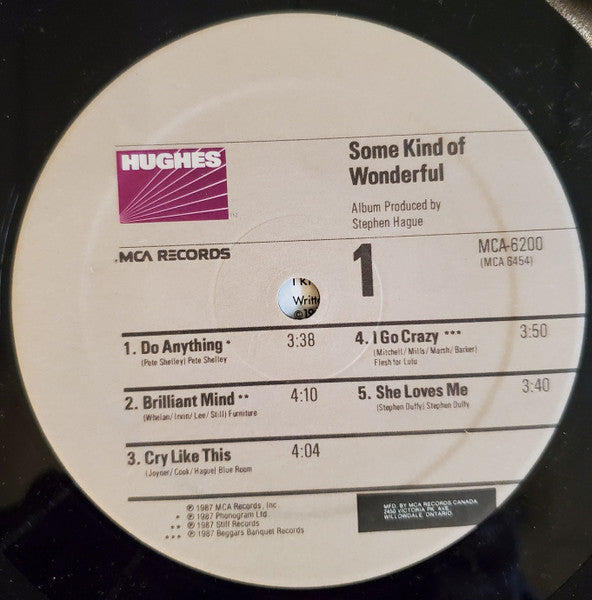 HUGHES
TM
MCA RECORDS
Some Kind of
Wonderful
Album Produced by
Stephen Hague
1
MCA-6200
(MCA 6454)
Writt
1. Do Anything * 3:38
(Pete Shelley) Pete Shelley
2. Brilliant Mind ** 4:10
(Whelan/Irvin/Lee/Still) Furniture
3. Cry Like This 4:04
(Joyner/Cook/Hague) Blue Room
4. I Go Crazy *** 3:50
(Mitchell/Mills/Marsh/Barker)
Flesh for Lulu
5. She Loves Me 3:40
(Stephen Duffy) Stephen Duffy
℗ 1987 MCA Records, Inc.
* ℗ 1987 Phonogram Ltd.
** ℗ 1987 Stiff Records
*** ℗ 1987 Beggars Banquet Records
MFD. BY MCA RECORDS CANADA,
2450 VICTORIA PK. AVE.
WILLOWDALE, ONTARIO.